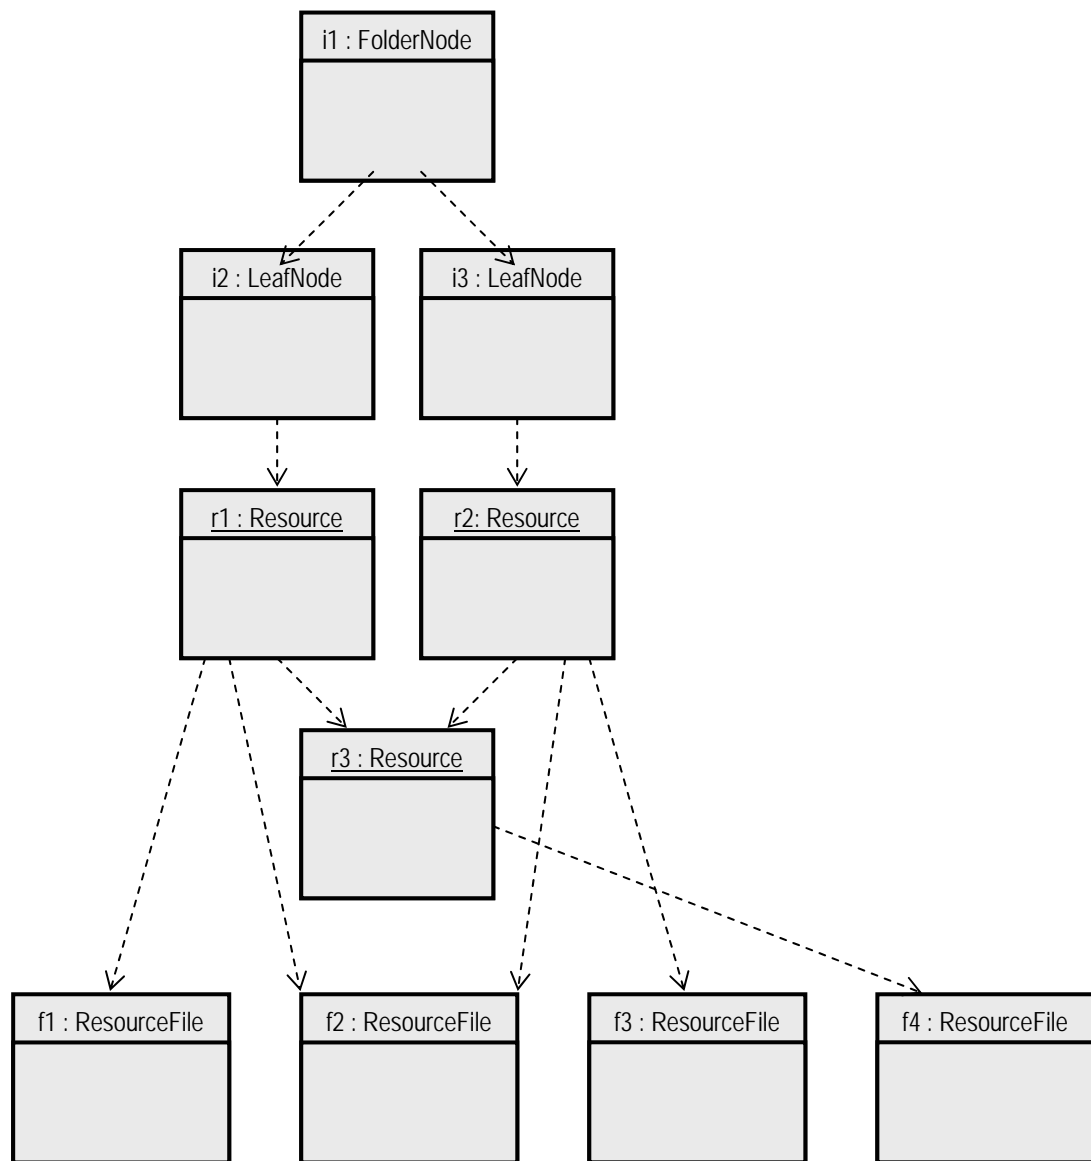 i1 : FolderNode
i2 : LeafNode
i3 : LeafNode
r1 : Resource
r2: Resource
r3 : Resource
f1 : ResourceFile
f2 : ResourceFile
f3 : ResourceFile
f4 : ResourceFile